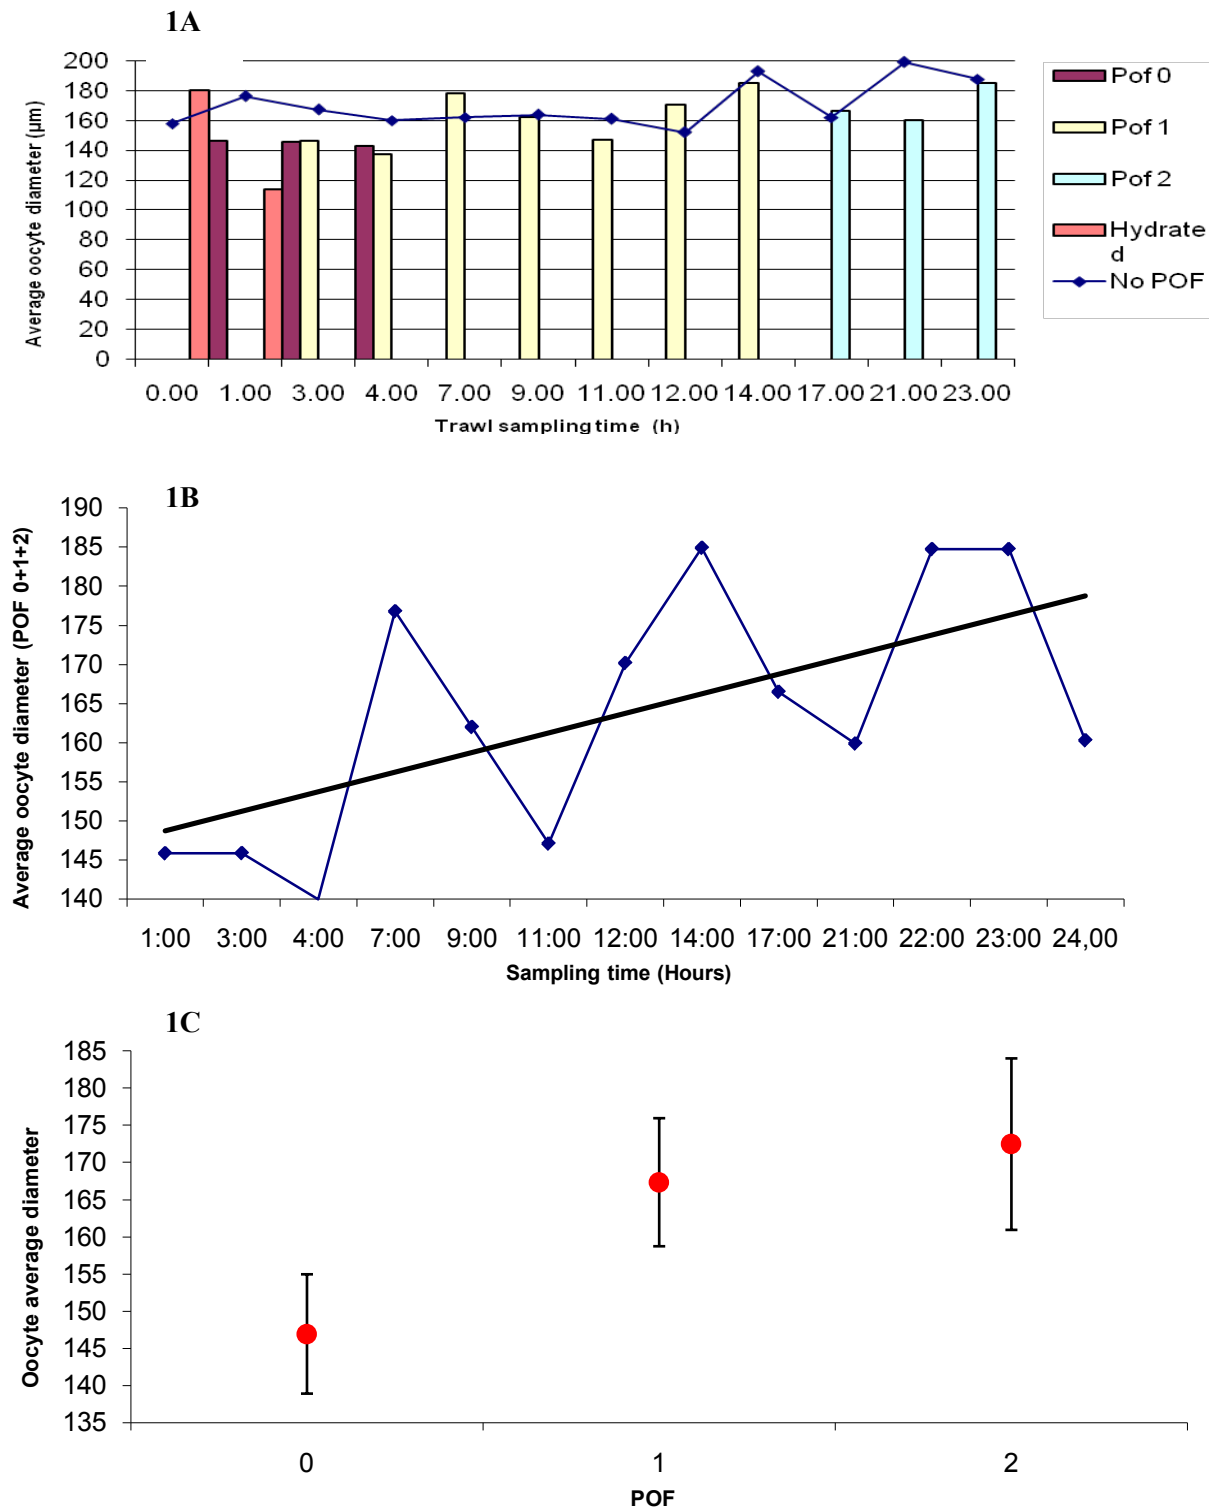 1A
200
180
160
140
120
100
80
60
40
20
0
Average oocyte diameter (µm)
0.00 1.00 3.00 4.00 7.00 9.00 11.00 12.00 14.00 17.00 21.00 23.00
Trawl sampling time (h)
Pof 0
Pof 1
Pof 2
Hydrate
d
No POF
1B
190
185
180
175
170
165
160
155
150
145
140
Average oocyte diameter (POF 0+1+2)
1:00 3:00 4:00 7:00 9:00 11:00 12:00 14:00 17:00 21:00 22:00 23:00 24,00
Sampling time (Hours)
1C
185
180
175
170
165
160
155
150
145
140
135
Oocyte average diameter
0 1 2
POF